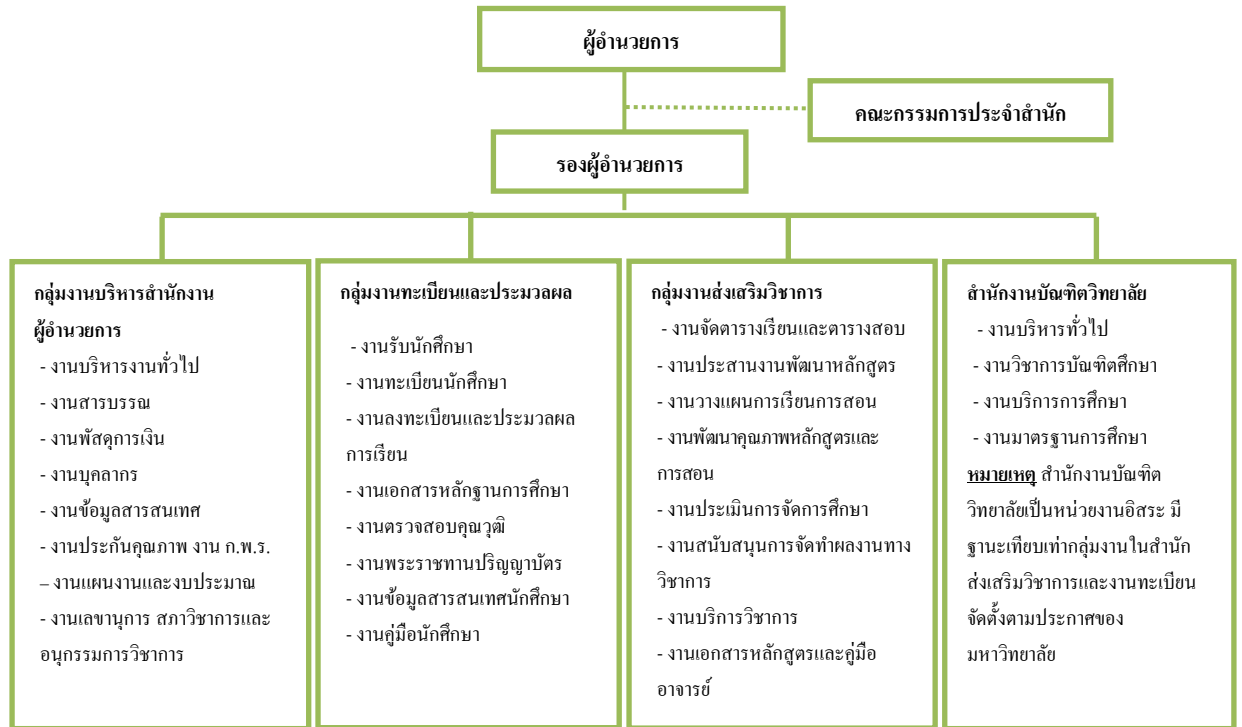 ผู้อำนวยการ
คณะกรรมการประจำสำนัก
รองผู้อำนวยการ
กลุ่มงานบริหารสำนักงาน
ผู้อำนวยการ
- งานบริหารงานทั่วไป
- งานสารบรรณ
- งานพัสดุการเงิน
- งานบุคลากร
- งานข้อมูลสารสนเทศ
- งานประกันคุณภาพ งาน ก.พ.ร.
– งานแผนงานและงบประมาณ
- งานเลขานุการ สภาวิชาการและ
อนุกรรมการวิชาการ
กลุ่มงานทะเบียนและประมวลผล
- งานรับนักศึกษา
- งานทะเบียนนักศึกษา
- งานลงทะเบียนและประมวลผล
การเรียน
- งานเอกสารหลักฐานการศึกษา
- งานตรวจสอบคุณวุฒิ
- งานพระราชทานปริญญาบัตร
- งานข้อมูลสารสนเทศนักศึกษา
- งานคู่มือนักศึกษา
กลุ่มงานส่งเสริมวิชาการ
- งานจัดตารางเรียนและตารางสอบ
- งานประสานงานพัฒนาหลักสูตร
- งานวางแผนการเรียนการสอน
- งานพัฒนาคุณภาพหลักสูตรและ
การสอน
- งานประเมินการจัดการศึกษา
- งานสนับสนุนการจัดทำผลงานทาง
วิชาการ
- งานบริการวิชาการ
- งานเอกสารหลักสูตรและคู่มือ
อาจารย์
สำนักงานบัณฑิตวิทยาลัย
- งานบริหารทั่วไป
- งานวิชาการบัณฑิตศึกษา
- งานบริการการศึกษา
- งานมาตรฐานการศึกษา
หมายเหตุ สำนักงานบัณฑิต
วิทยาลัยเป็นหน่วยงานอิสระ มี
ฐานะเทียบเท่ากลุ่มงานในสำนัก
ส่งเสริมวิชาการและงานทะเบียน
จัดตั้งตามประกาศของ
มหาวิทยาลัย